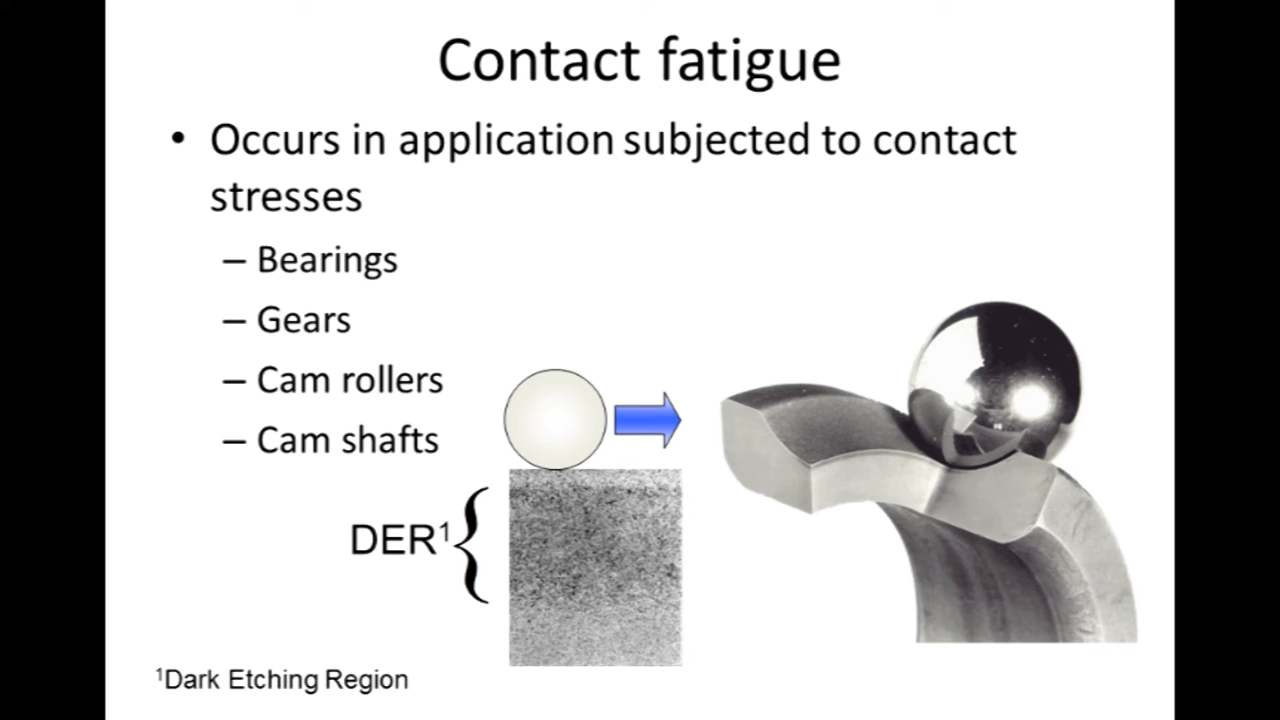 Contact fatigue
• Occurs in application subjected to contact
stresses
– Bearings
– Gears
– Cam rollers
– Cam shafts
DER¹
¹Dark Etching Region